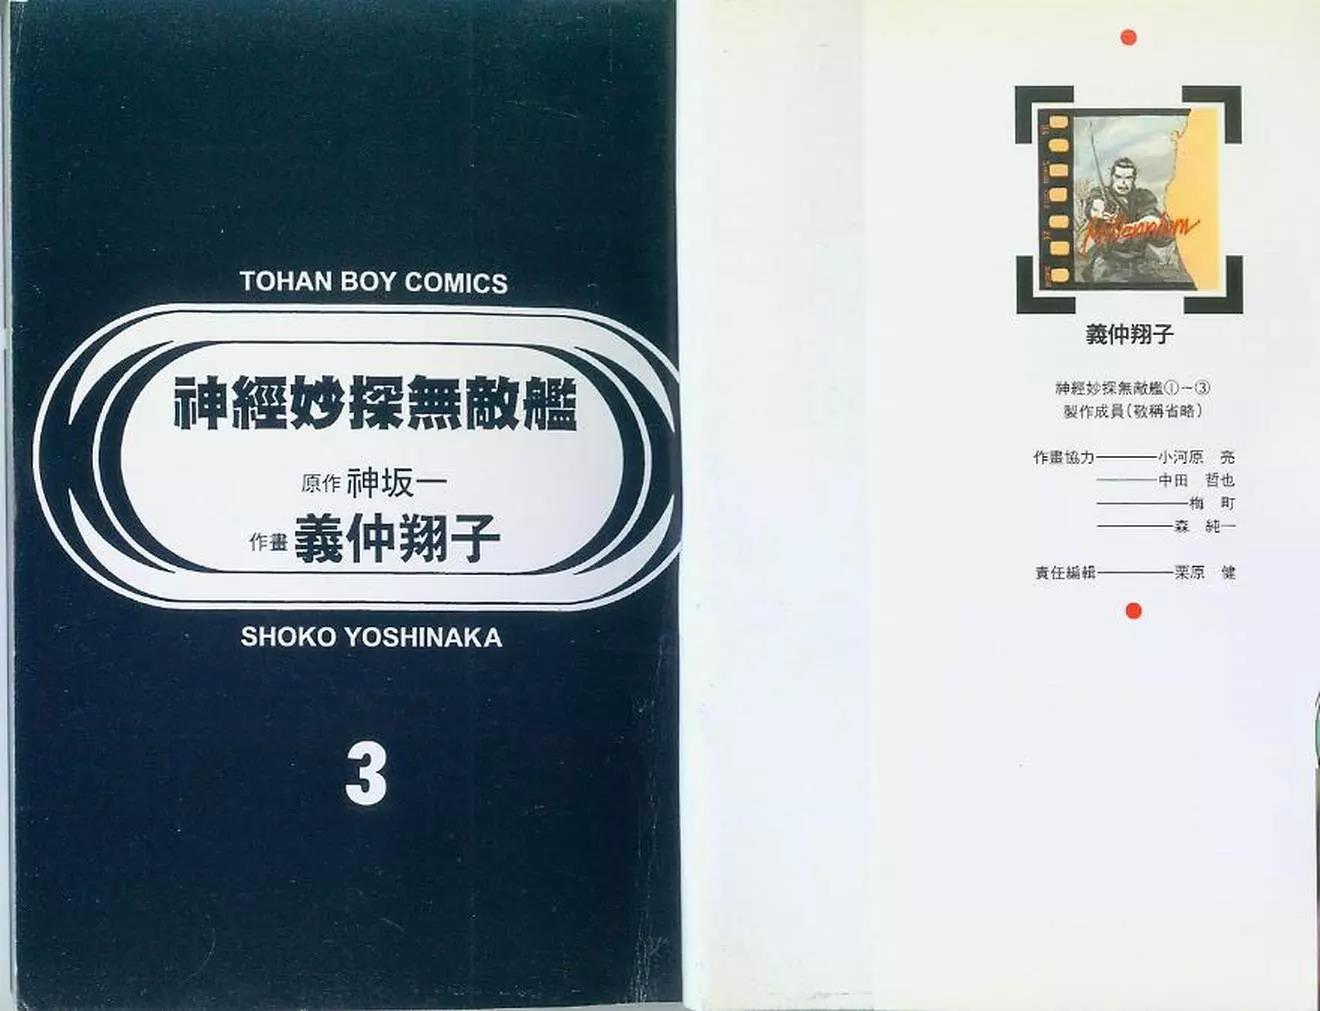 TOHAN BOY COMICS
神經妙探無敵艦
原作 神坂一
作畫 義仲翔子
SHOKO YOSHINAKA
3
Millennium
義仲翔子
神經妙探無敵艦①～③
製作成員(敬稱省略)
作畫協力———小河原 亮
———中田 哲也
————梅 町
————森 純一
責任編輯————栗原 健